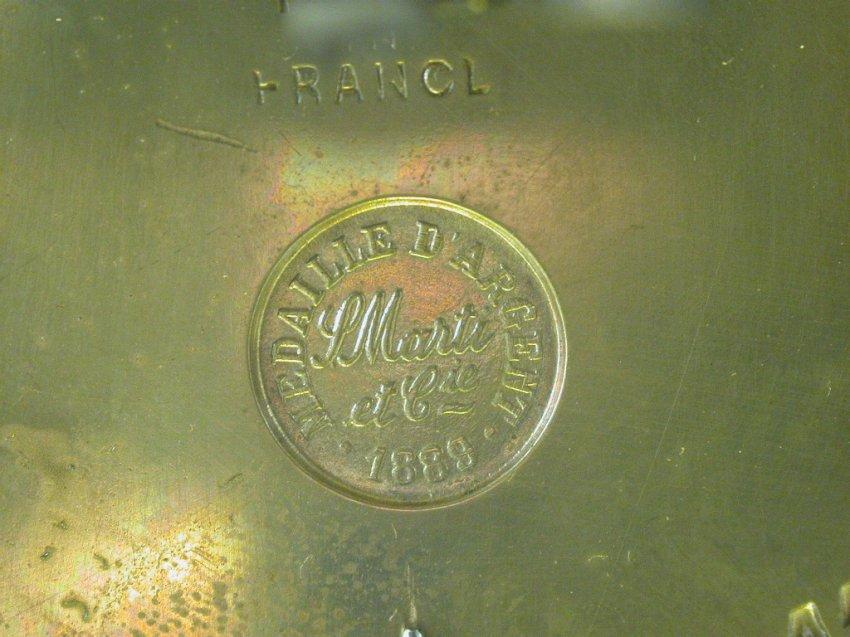 FRANCE
MEDAILLE D'ARGENT
S Marti
et Cie
· 1889 ·